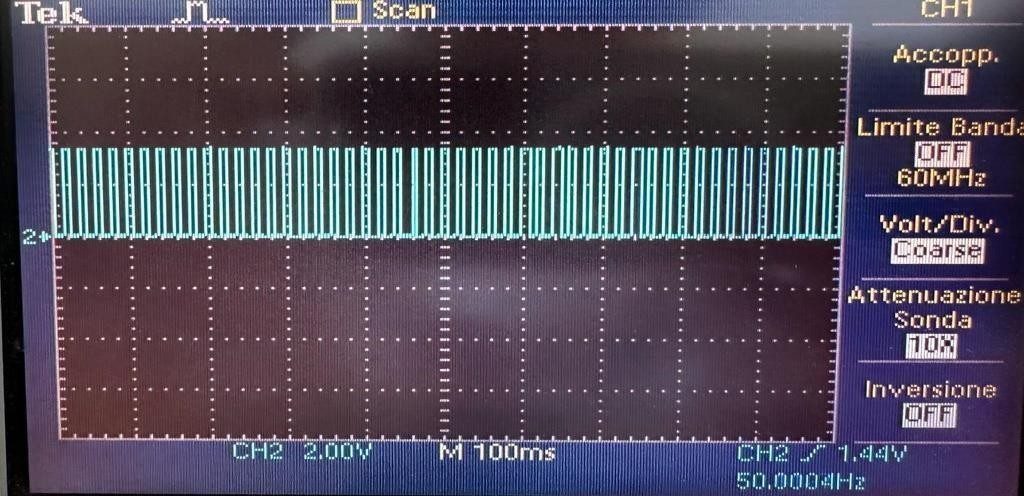 Tek
Scan
CH1
Accopp.
DC
Limite Banda
OFF
60MHz
Volt/Div.
Coarse
Attenuazione
Sonda
10X
Inversione
OFF
2
CH2 2.00V
M 100ms
CH2 1.44V
50.0004Hz